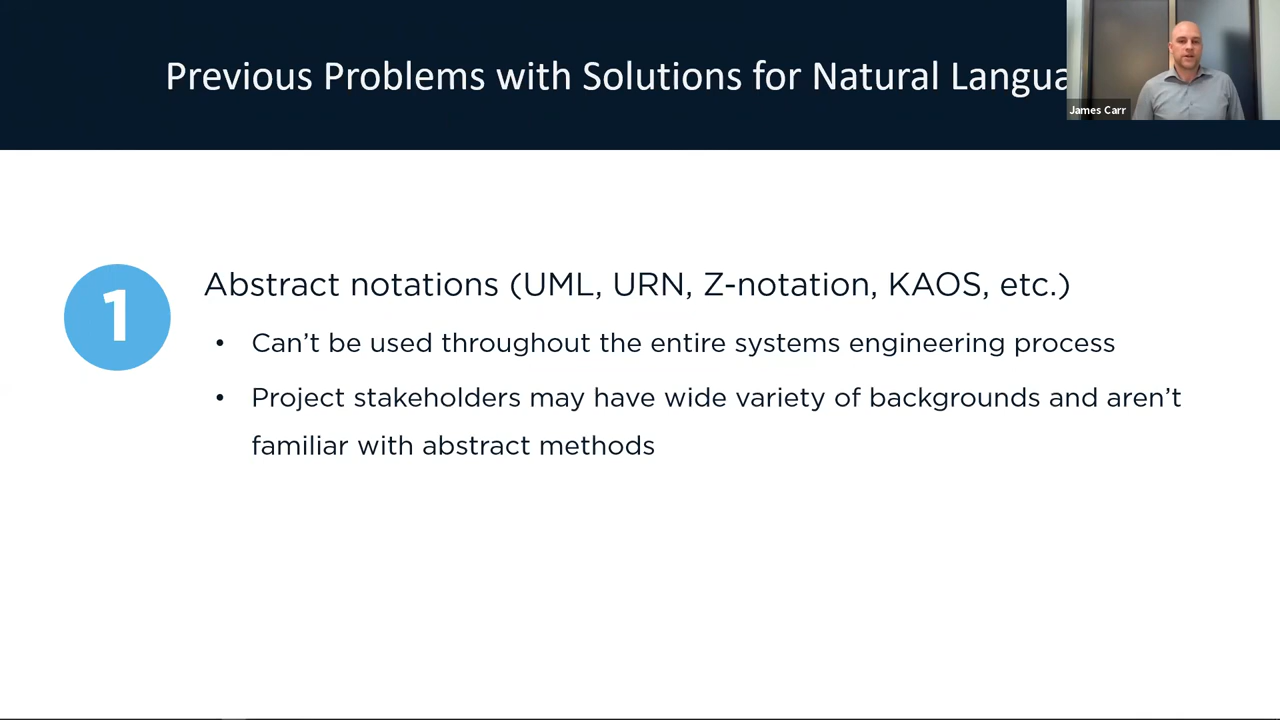 Previous Problems with Solutions for Natural Langua
James Carr
1
Abstract notations (UML, URN, Z-notation, KAOS, etc.)
• Can’t be used throughout the entire systems engineering process
• Project stakeholders may have wide variety of backgrounds and aren’t
familiar with abstract methods